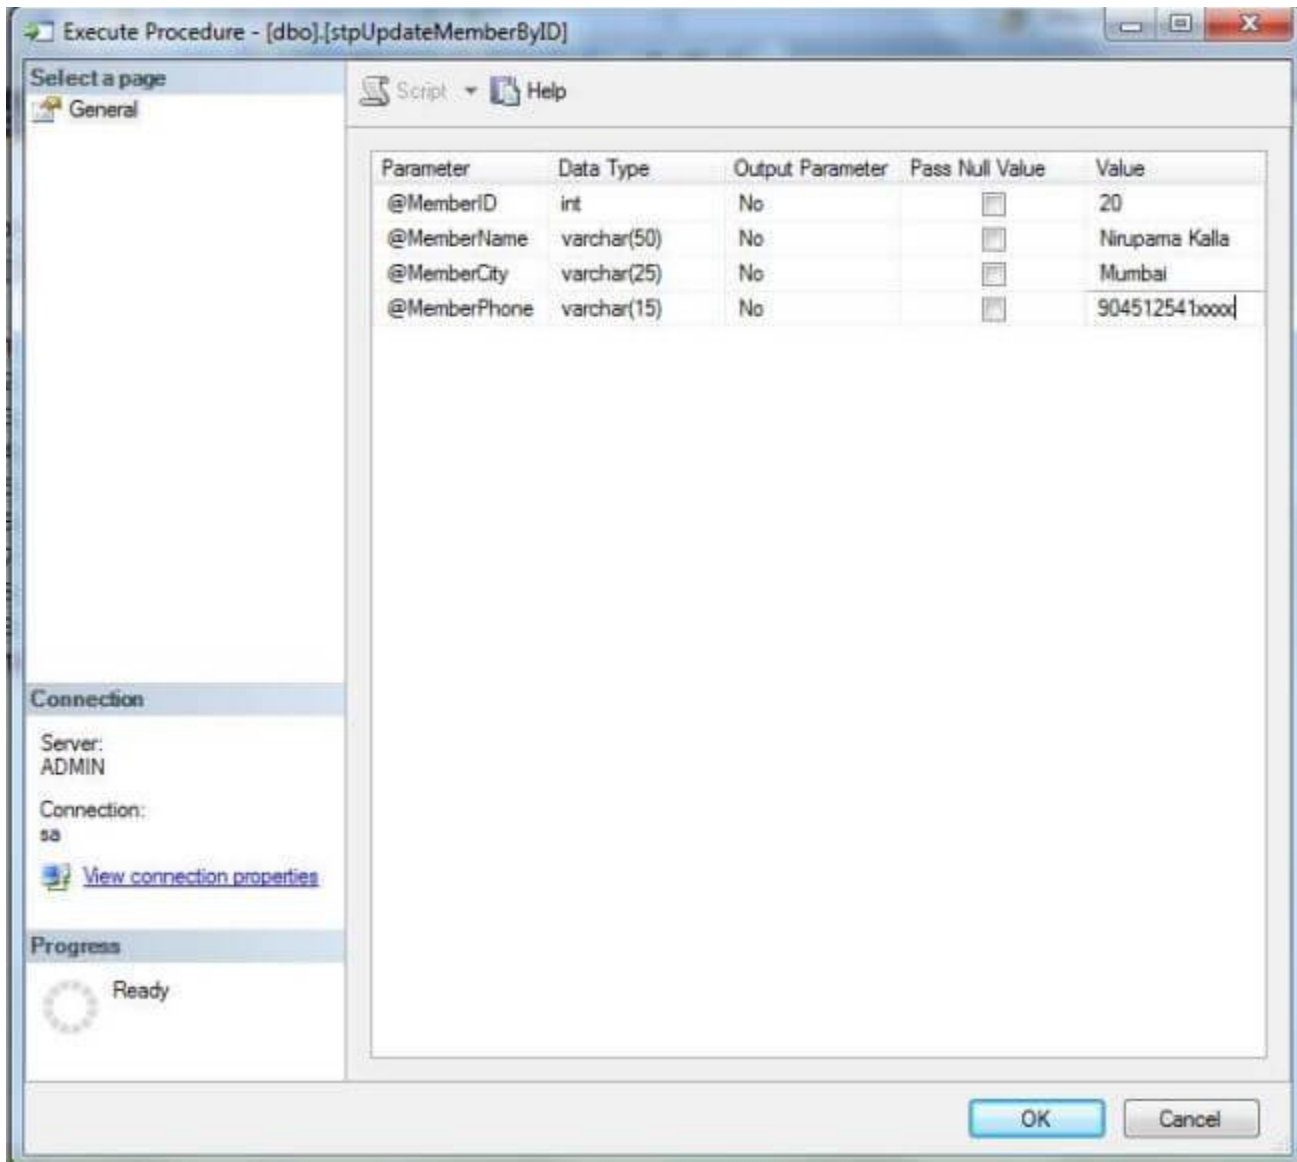 Execute Procedure - [dbo].[stpUpdateMemberByID]
Select a page
General
Script Help
Parameter Data Type Output Parameter Pass Null Value Value
@MemberID int No 20
@MemberName varchar(50) No Nirupama Kalla
@MemberCity varchar(25) No Mumbai
@MemberPhone varchar(15) No 904512541xxxx
Connection
Server:
ADMIN
Connection:
sa
View connection properties
Progress
Ready
OK Cancel